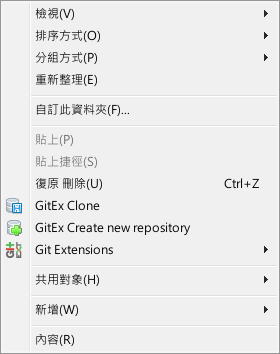 檢視(V)
排序方式(O)
分組方式(P)
重新整理(E)
自訂此資料夾(F)...
貼上(P)
貼上捷徑(S)
復原 刪除(U) Ctrl+Z
GitEx Clone
GitEx Create new repository
Git Extensions
共用對象(H)
新增(W)
內容(R)